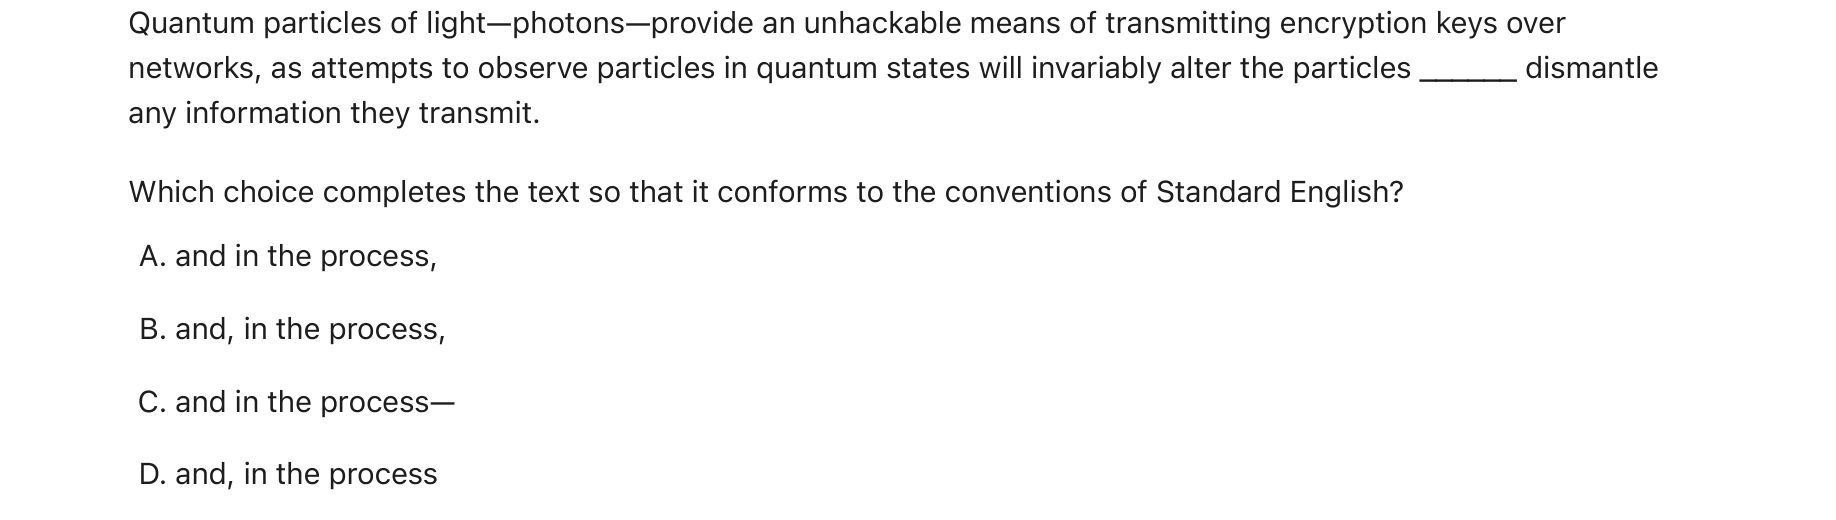 Quantum particles of light—photons—provide an unhackable means of transmitting encryption keys over
networks, as attempts to observe particles in quantum states will invariably alter the particles ______ dismantle
any information they transmit.
Which choice completes the text so that it conforms to the conventions of Standard English?
A. and in the process,
B. and, in the process,
C. and in the process—
D. and, in the process